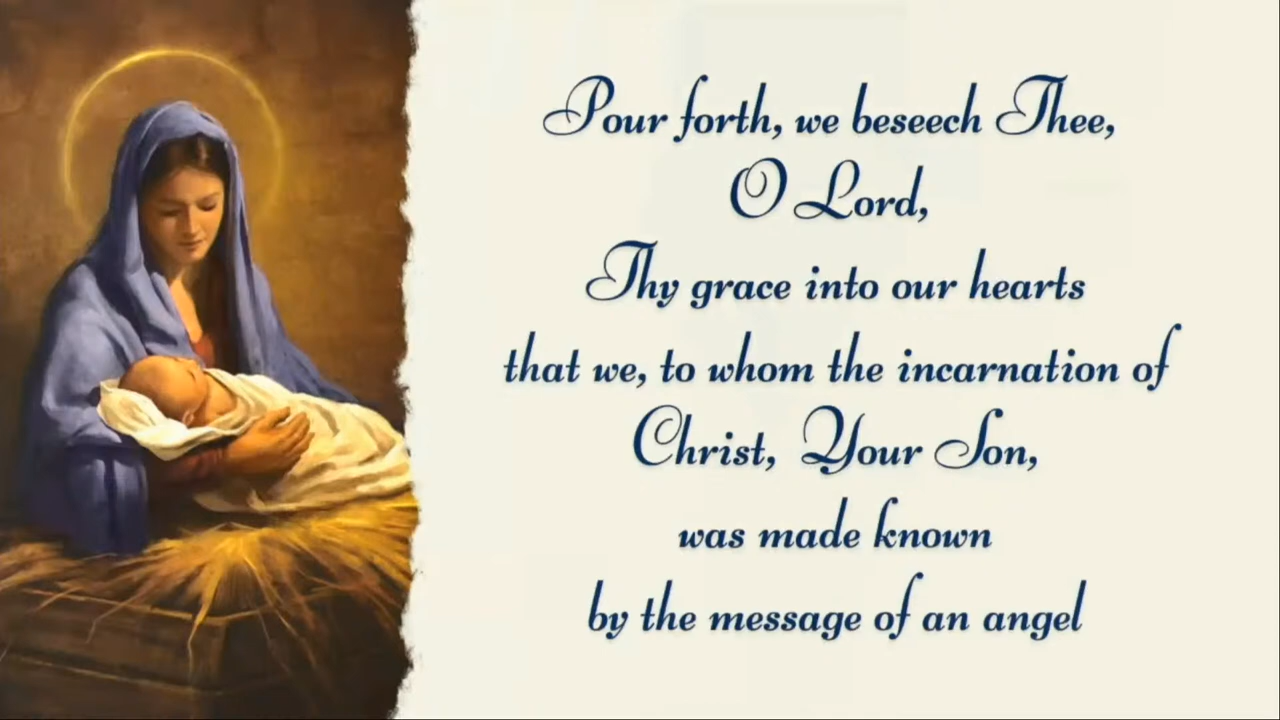 Pour forth, we beseech Thee,
O Lord,
Thy grace into our hearts
that we, to whom the incarnation of
Christ, Your Son,
was made known
by the message of an angel